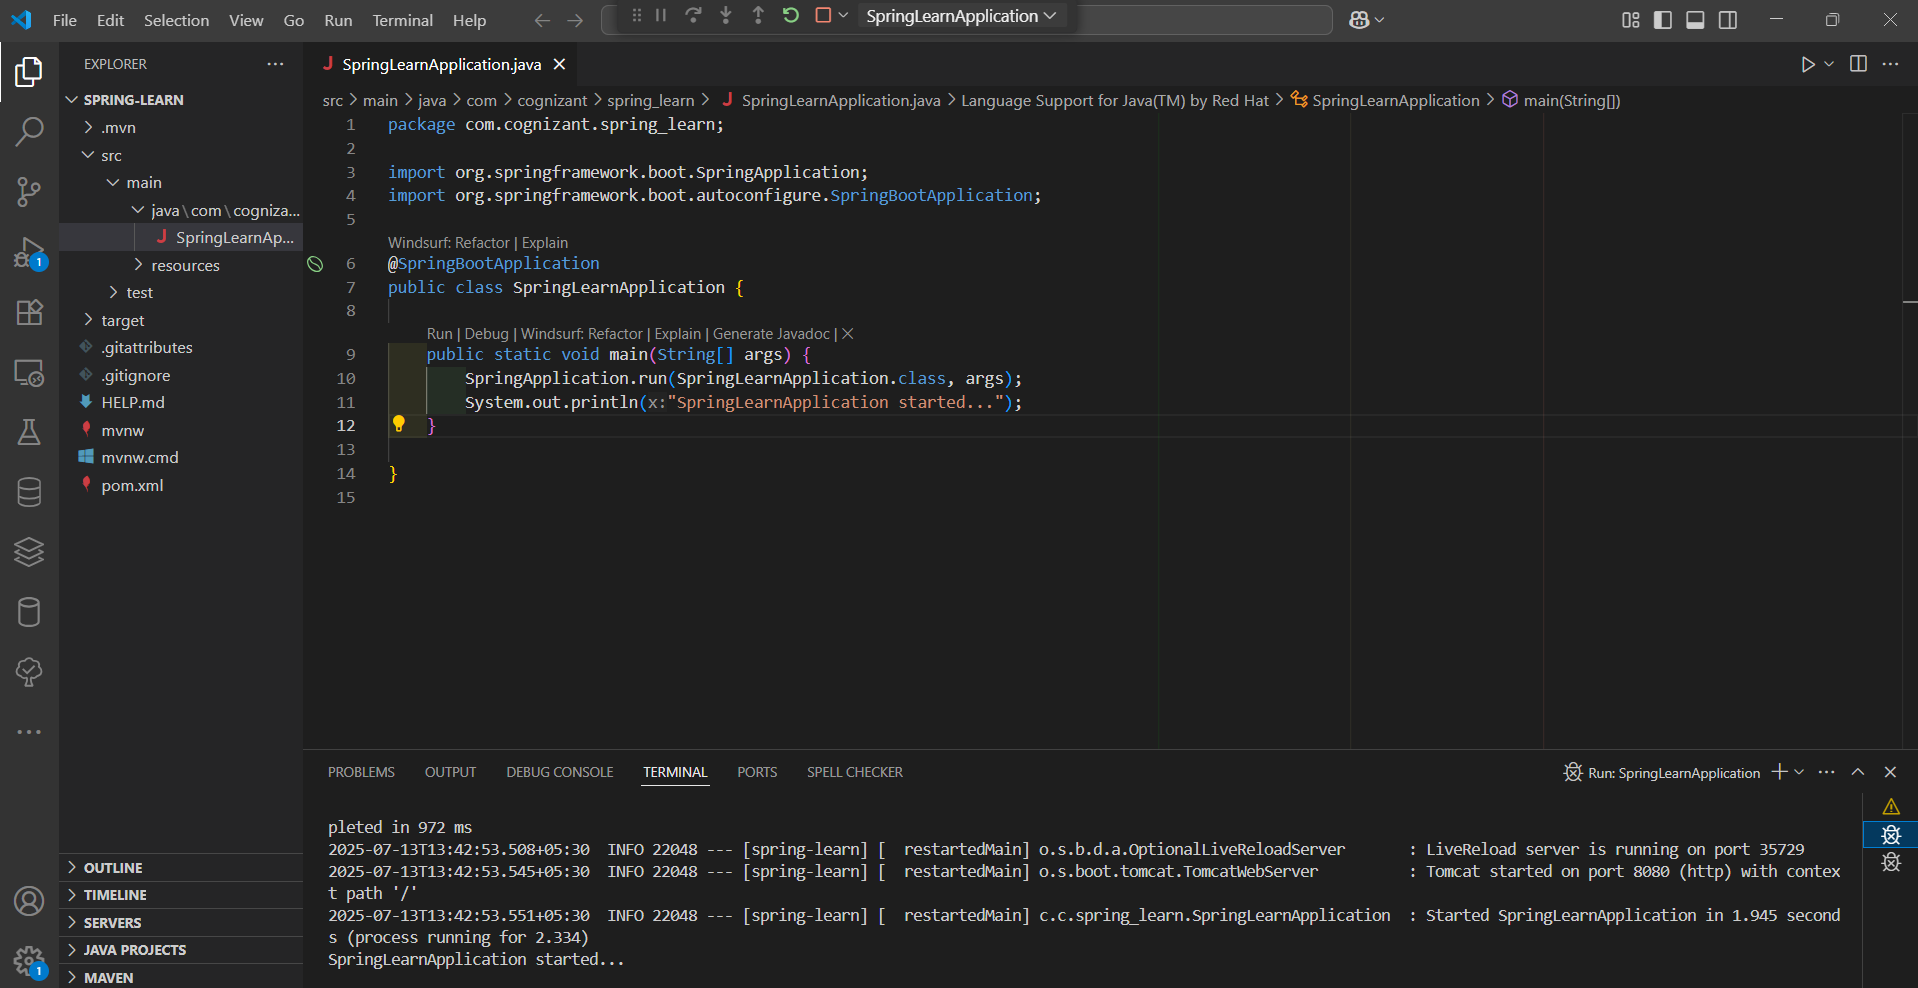 File Edit Selection View Go Run Terminal Help
SpringLearnApplication
EXPLORER
SPRING-LEARN
.mvn
src
main
java\com\cogniza...
SpringLearnAp...
resources
test
target
.gitattributes
.gitignore
HELP.md
mvnw
mvnw.cmd
pom.xml
OUTLINE
TIMELINE
SERVERS
JAVA PROJECTS
MAVEN
1
1
SpringLearnApplication.java
src > main > java > com > cognizant > spring_learn > SpringLearnApplication.java > Language Support for Java(TM) by Red Hat > SpringLearnApplication > main(String[])
1 package com.cognizant.spring_learn;
2
3 import org.springframework.boot.SpringApplication;
4 import org.springframework.boot.autoconfigure.SpringBootApplication;
5
Windsurf: Refactor | Explain
6 @SpringBootApplication
7 public class SpringLearnApplication {
8
Run | Debug | Windsurf: Refactor | Explain | Generate Javadoc | X
9 public static void main(String[] args) {
10 SpringApplication.run(SpringLearnApplication.class, args);
11 System.out.println(x:"SpringLearnApplication started...");
12 }
13
14 }
15
PROBLEMS OUTPUT DEBUG CONSOLE TERMINAL PORTS SPELL CHECKER
Run: SpringLearnApplication
pleted in 972 ms
2025-07-13T13:42:53.508+05:30 INFO 22048 --- [spring-learn] [ restartedMain] o.s.b.d.a.OptionalLiveReloadServer : LiveReload server is running on port 35729
2025-07-13T13:42:53.545+05:30 INFO 22048 --- [spring-learn] [ restartedMain] o.s.boot.tomcat.TomcatWebServer : Tomcat started on port 8080 (http) with contex
t path '/'
2025-07-13T13:42:53.551+05:30 INFO 22048 --- [spring-learn] [ restartedMain] c.c.spring_learn.SpringLearnApplication : Started SpringLearnApplication in 1.945 second
s (process running for 2.334)
SpringLearnApplication started...